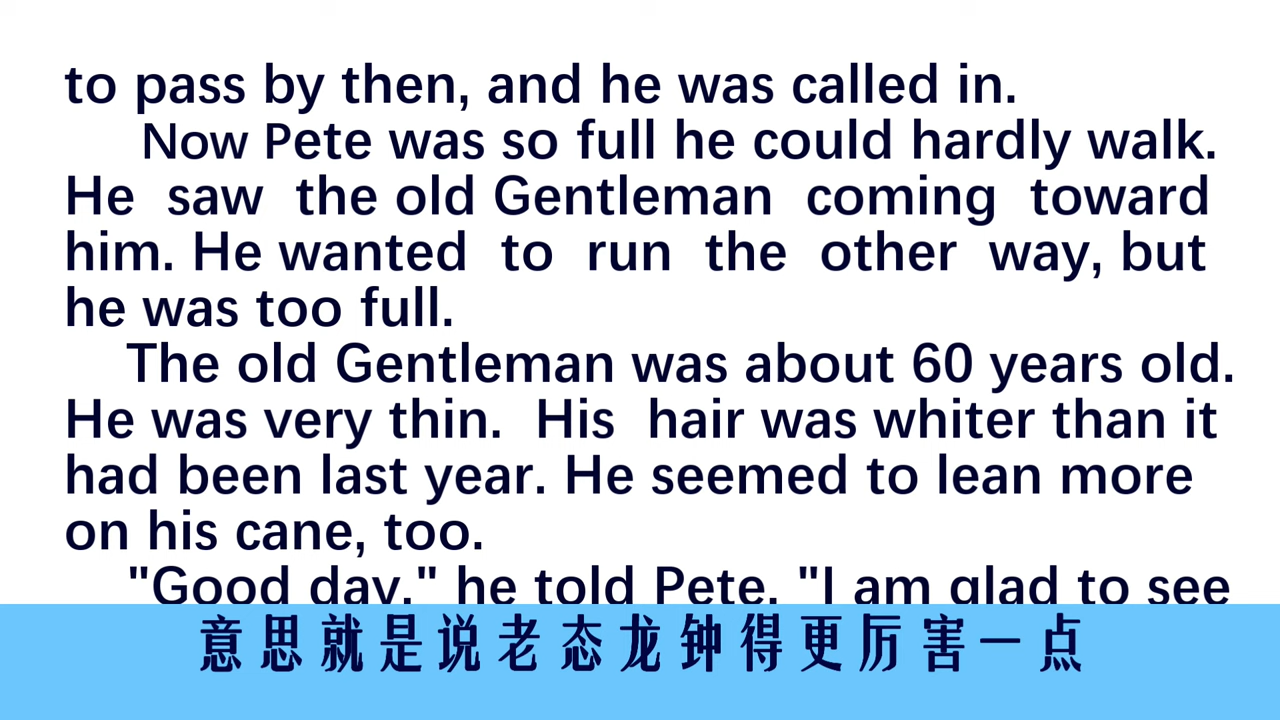 to pass by then, and he was called in.
Now Pete was so full he could hardly walk.
He saw the old Gentleman coming toward
him. He wanted to run the other way, but
he was too full.
The old Gentleman was about 60 years old.
He was very thin. His hair was whiter than it
had been last year. He seemed to lean more
on his cane, too.
"Good day," he told Pete. "I am glad to see
意思就是说老态龙钟得更厉害一点